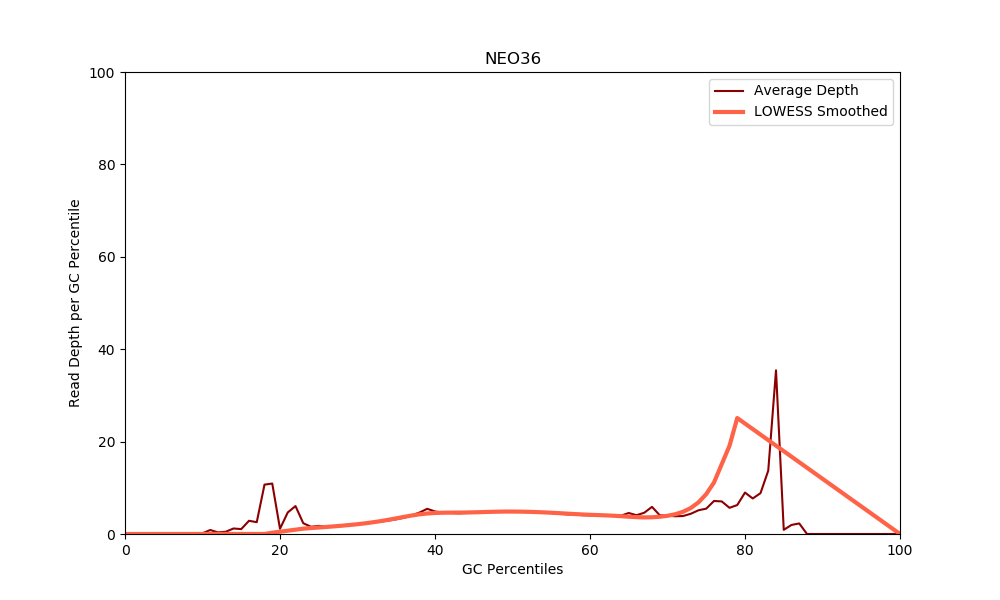 NEO36
100
80
60
40
20
0
Read Depth per GC Percentile
Average Depth
LOWESS Smoothed
0 20 40 60 80 100
GC Percentiles